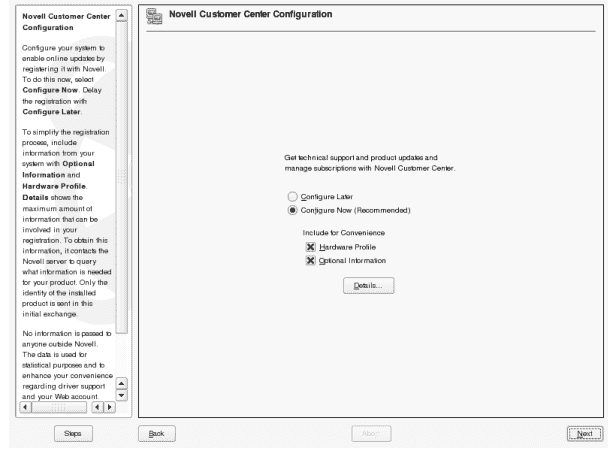 Novell Customer Center
Configuration
Configure your system to
enable online updates by
registering it with Novell.
To do this now, select
Configure Now. Delay
the registration with
Configure Later.
To simplify the registration
process, include
information from your
system with Optional
Information and
Hardware Profile.
Details shows the
maximum amount of
information that can be
involved in your
registration. To obtain this
information, it contacts the
Novell server to query
what information is needed
for your product. Only the
identity of the installed
product is sent in this
initial exchange.
No information is passed to
anyone outside Novell.
The data is used for
statistical purposes and to
enhance your convenience
regarding driver support
and your Web account.
Novell Customer Center Configuration
Get technical support and product updates and
manage subscriptions with Novell Customer Center.
Configure Later
Configure Now (Recommended)
Include for Convenience
Hardware Profile
Optional Information
Details...
Steps
Back
Abort
Next